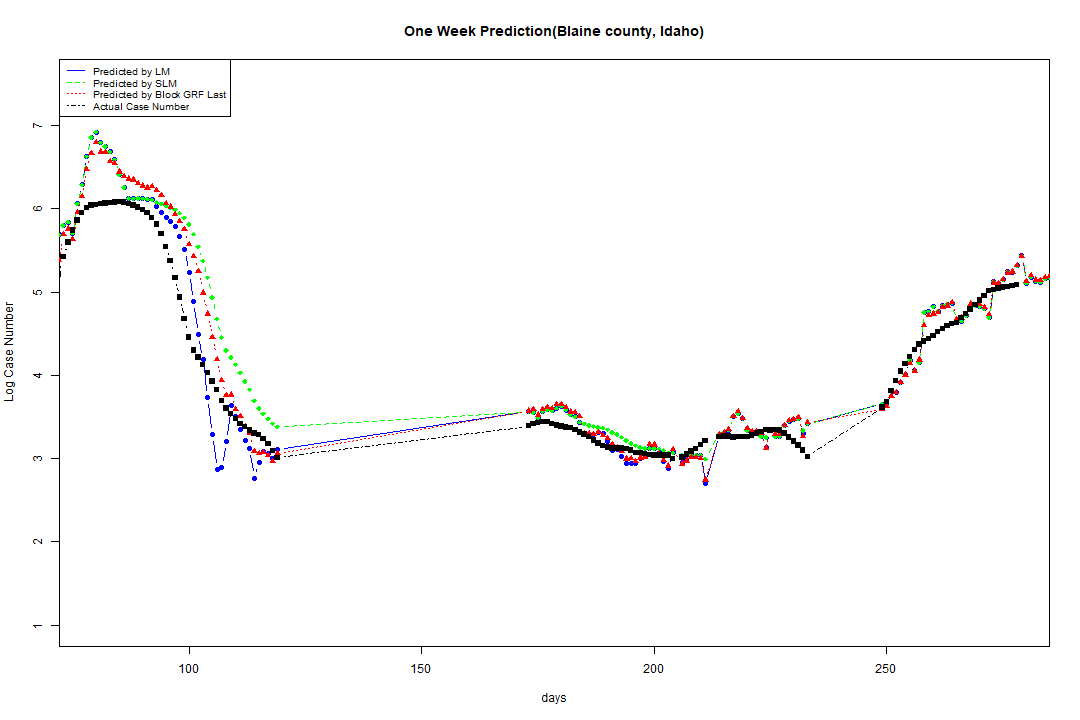 One Week Prediction(Blaine county, Idaho)
Predicted by LM
Predicted by SLM
Predicted by Block GRF Last
Actual Case Number
7
6
5
4
3
2
1
Log Case Number
100 150 200 250
days